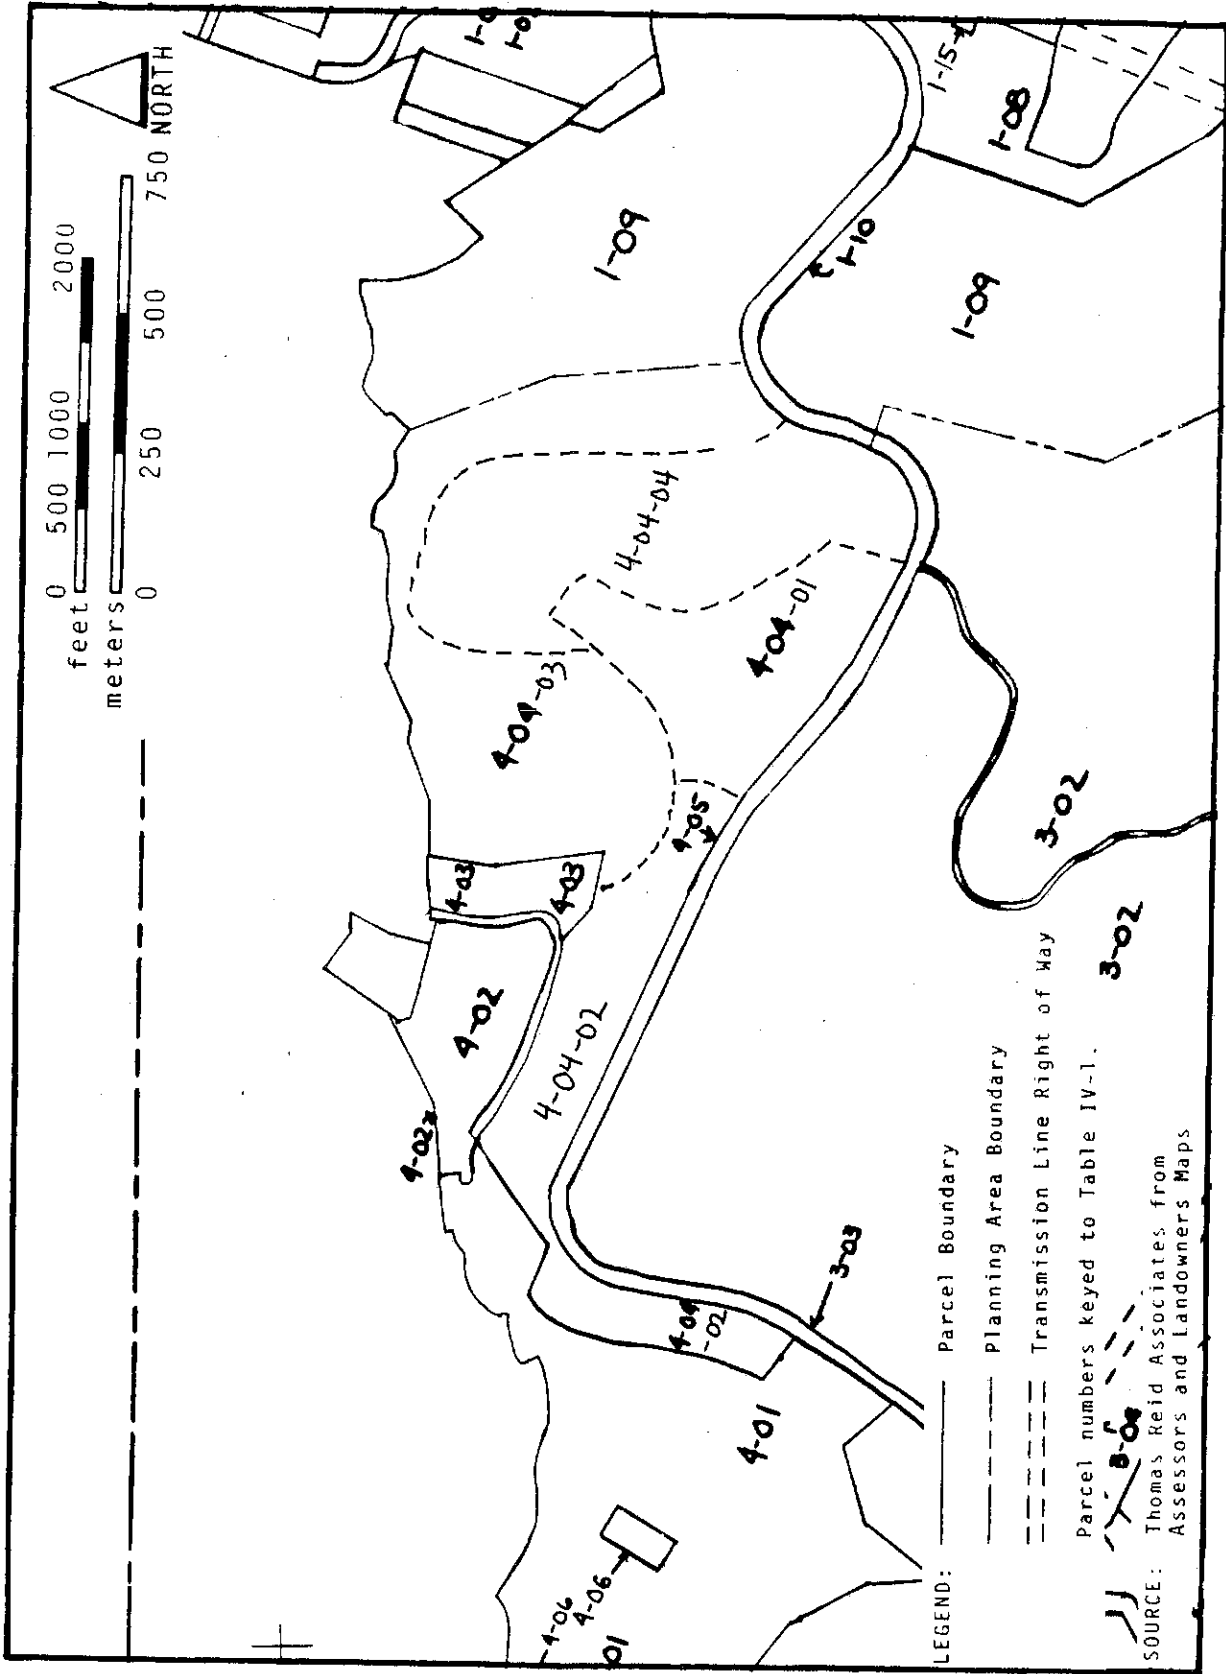 0 500 1000 2000
feet
meters
0 250 500 750
NORTH
1-09
1-15-
1-08
1-10
1-09
4-04-04
4-04-03
4-04-01
4-05
4-03
4-03
4-02
4-02
4-04-02
3-02
3-02
3-03
4-04
-02
4-01
4-06
4-06
01
LEGEND:
Parcel Boundary
Planning Area Boundary
Transmission Line Right of Way
Parcel numbers keyed to Table IV-1.
SOURCE: Thomas Reid Associates from
Assessors and Landowners Maps